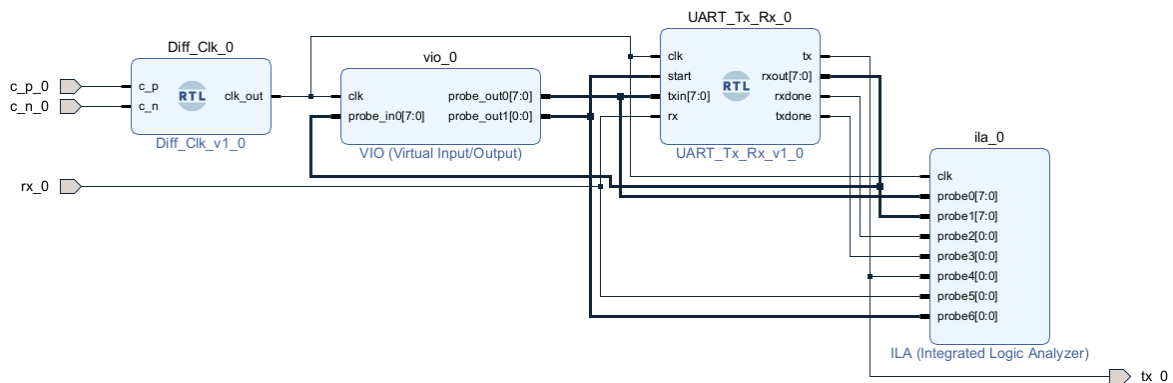 Diff_Clk_0
c_p_0
c_n_0
c_p
c_n
RTL
clk_out
Diff_Clk_v1_0
vio_0
clk
probe_in0[7:0]
probe_out0[7:0]
probe_out1[0:0]
VIO (Virtual Input/Output)
UART_Tx_Rx_0
clk
start
txin[7:0]
rx
RTL
tx
rxout[7:0]
rxdone
txdone
UART_Tx_Rx_v1_0
rx_0
ila_0
clk
probe0[7:0]
probe1[7:0]
probe2[0:0]
probe3[0:0]
probe4[0:0]
probe5[0:0]
probe6[0:0]
ILA (Integrated Logic Analyzer)
tx_0